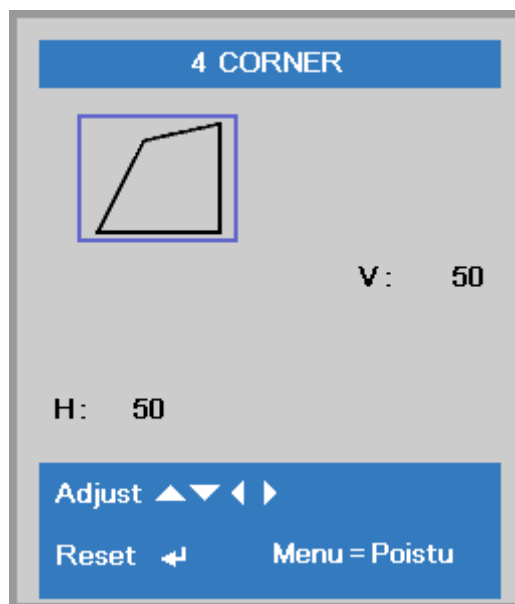 4 CORNER
V: 50
H: 50
Adjust
Reset Menu = Poistu